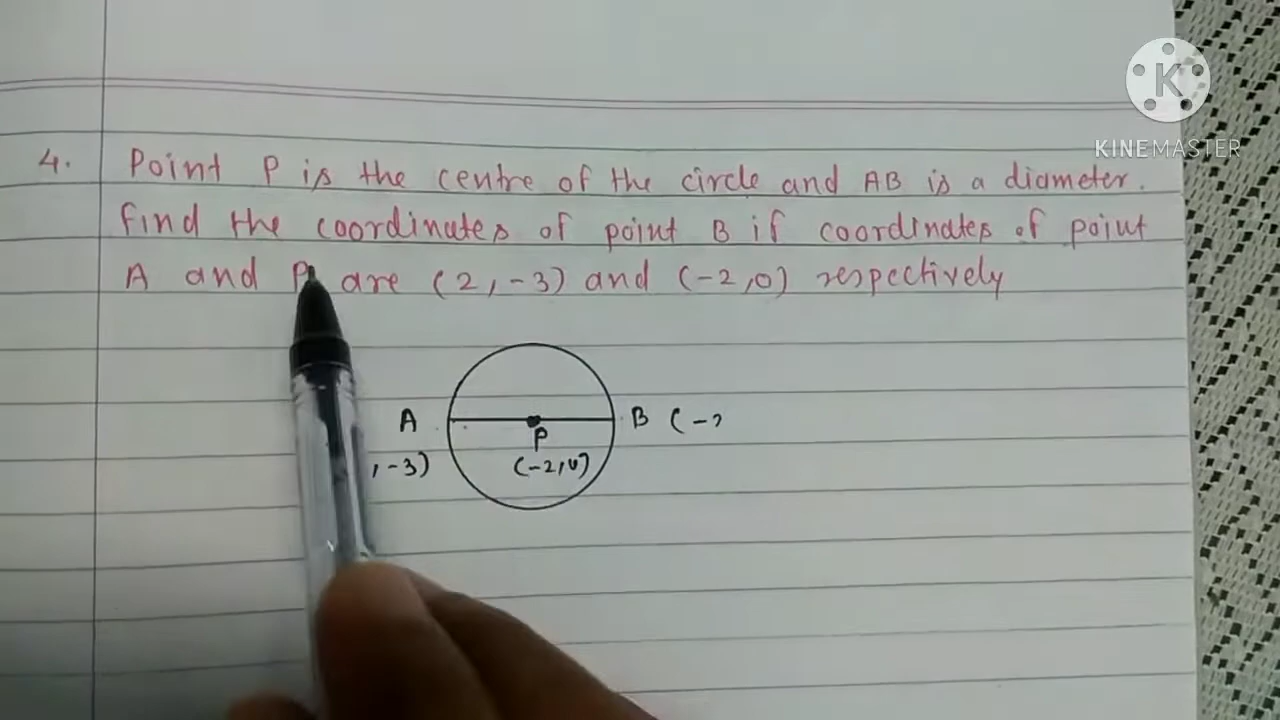 4. Point P is the centre of the circle and AB is a diameter.
find the coordinates of point B if coordinates of point
A and P are (2,-3) and (-2,0) respectively
A B (-
P
,-3) (-2,0)
K
KINEMASTER